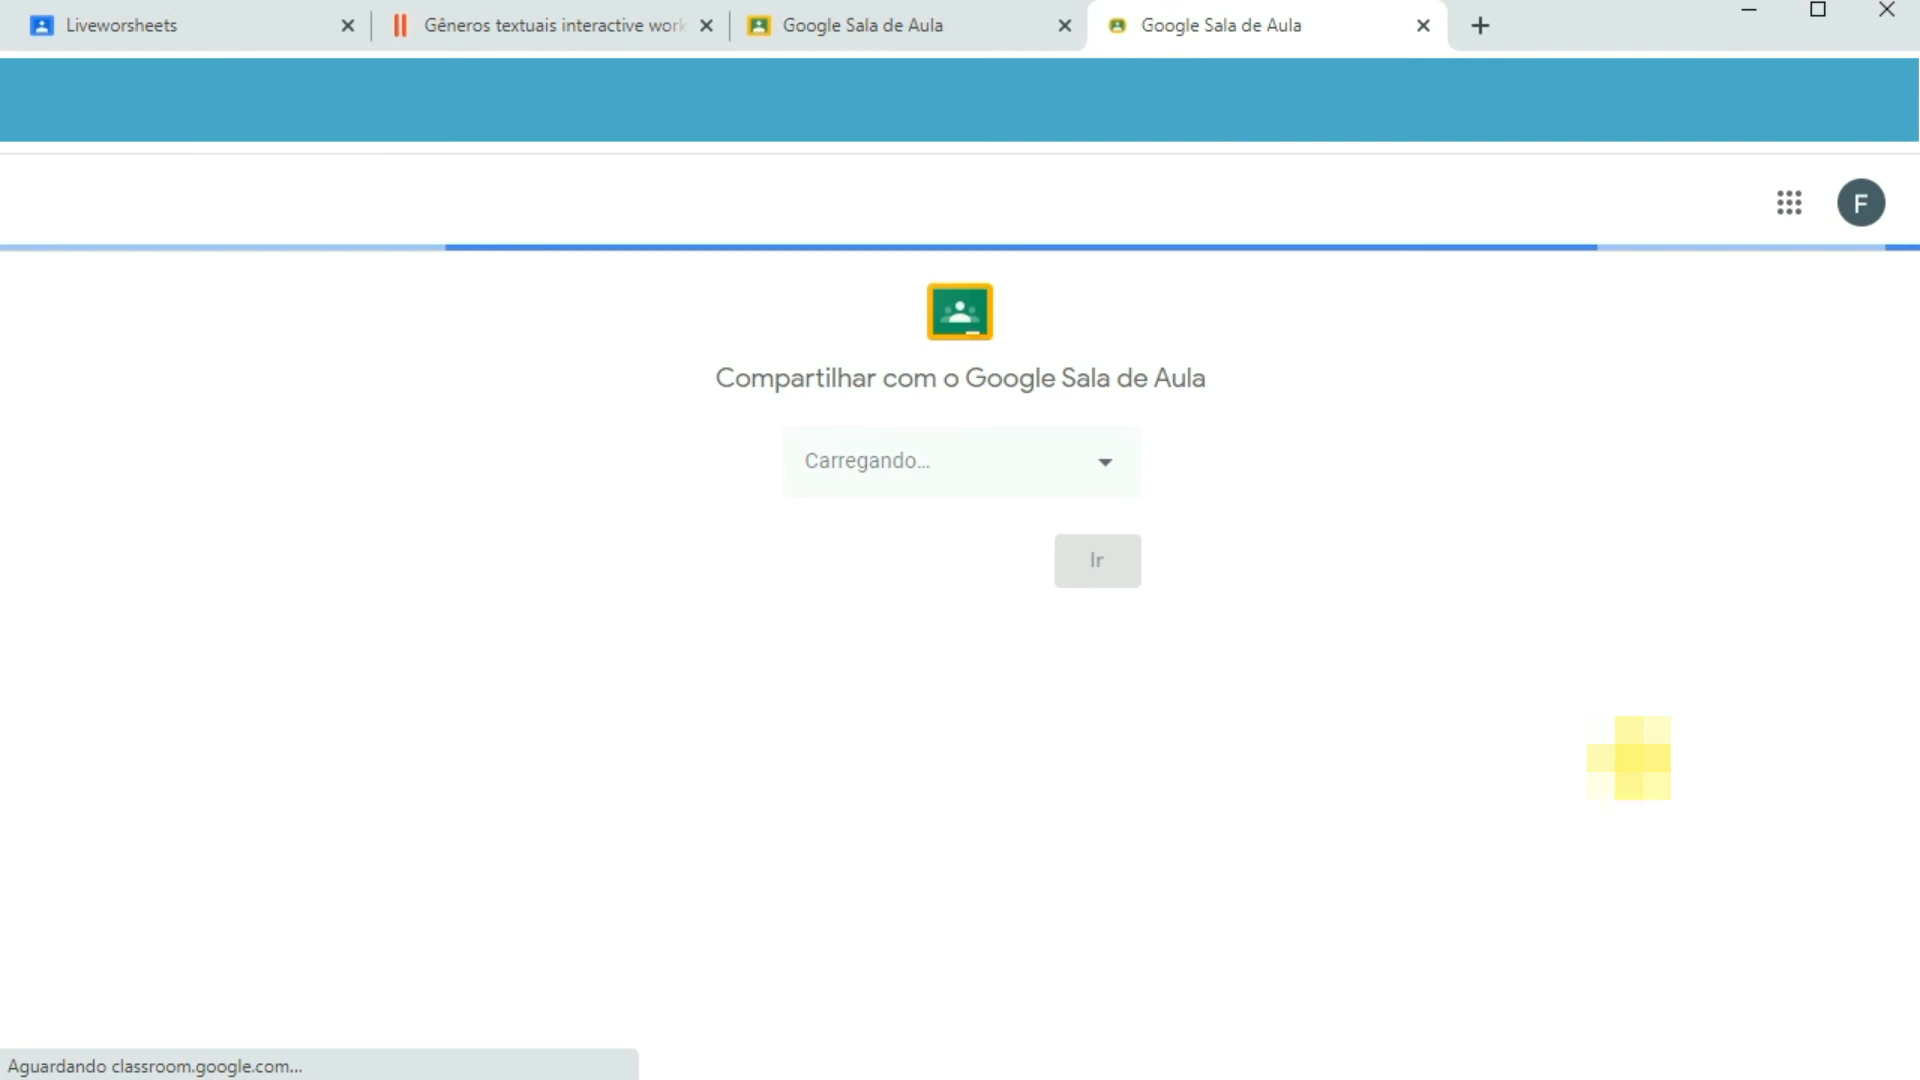 Liveworsheets
Gêneros textuais interactive work
Google Sala de Aula
Google Sala de Aula
F
Compartilhar com o Google Sala de Aula
Carregando...
Ir
Aguardando classroom.google.com...